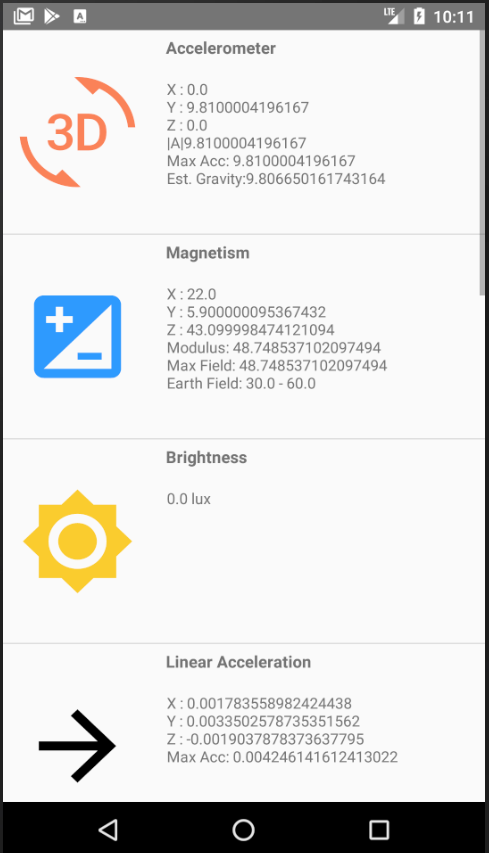 LTE 10:11
Accelerometer
3D
X : 0.0
Y : 9.8100004196167
Z : 0.0
|A|9.8100004196167
Max Acc: 9.8100004196167
Est. Gravity:9.806650161743164
Magnetism
X : 22.0
Y : 5.900000095367432
Z : 43.099998474121094
Modulus: 48.748537102097494
Max Field: 48.748537102097494
Earth Field: 30.0 - 60.0
Brightness
0.0 lux
Linear Acceleration
X : 0.001783558982424438
Y : 0.0033502578735351562
Z : -0.0019037878373637795
Max Acc: 0.004246141612413022